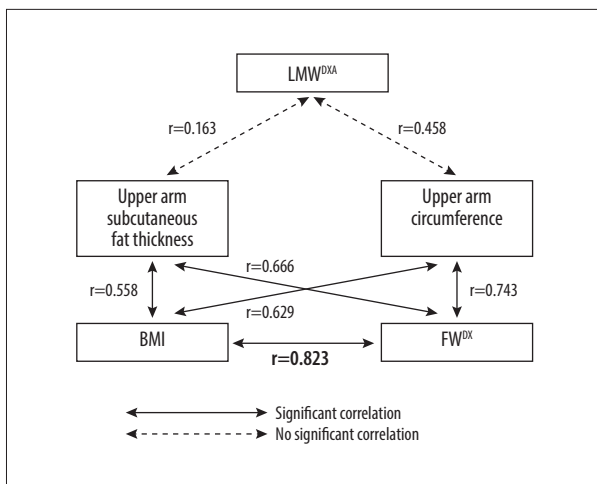 LMW^DXA
r=0.163
r=0.458
Upper arm
subcutaneous
fat thickness
Upper arm
circumference
r=0.666
r=0.558
r=0.743
r=0.629
BMI
FW^DX
r=0.823
Significant correlation
No significant correlation